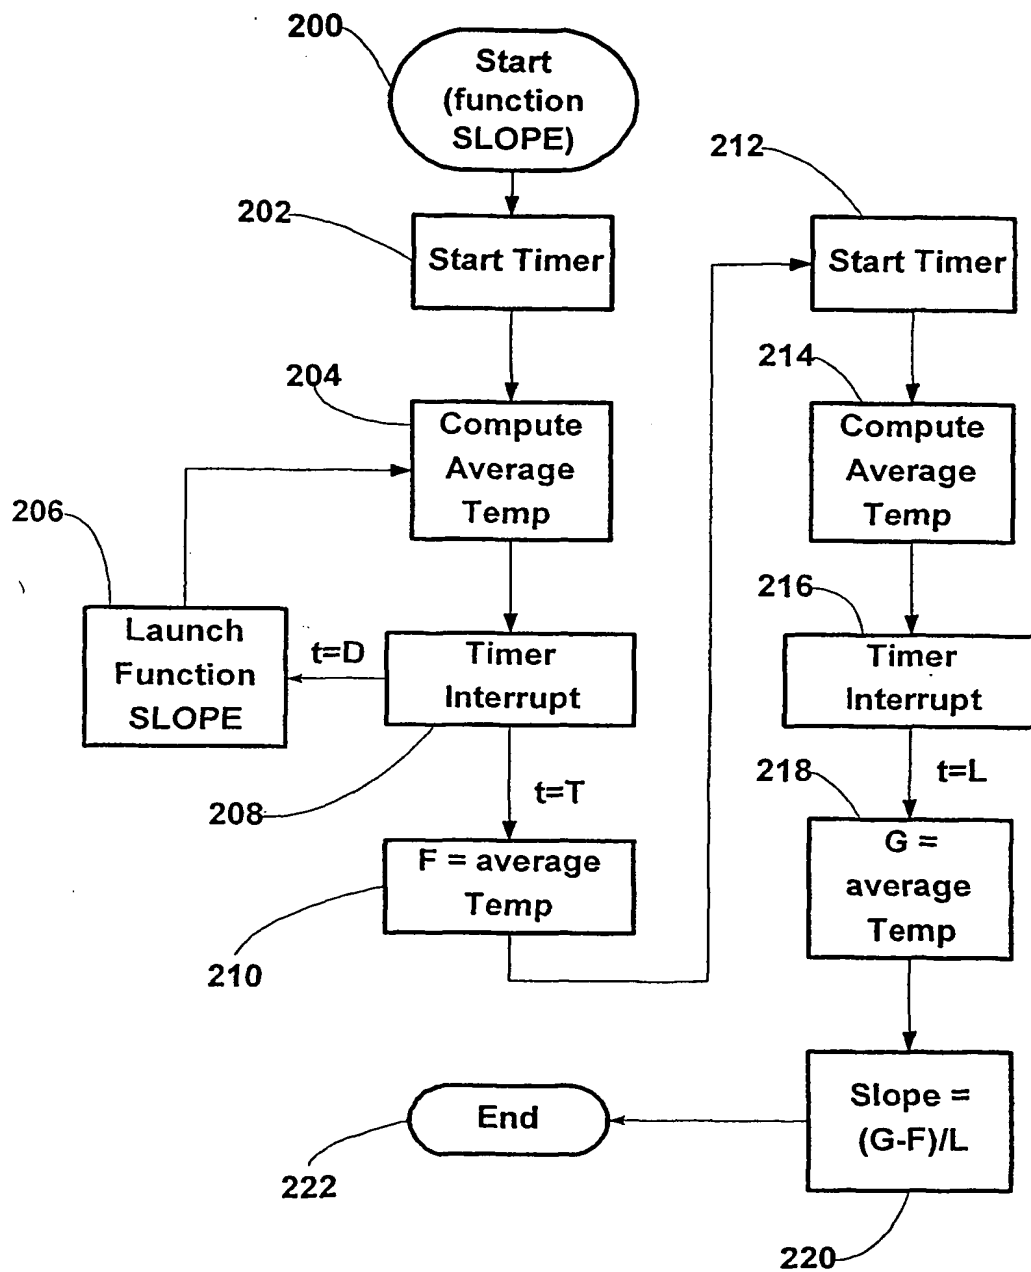 200
Start
(function
SLOPE)
202
Start Timer
204
Compute
Average
Temp
206
Launch
Function
SLOPE
t=D
Timer
Interrupt
208
t=T
F = average
Temp
210
212
Start Timer
214
Compute
Average
Temp
216
Timer
Interrupt
218
t=L
G =
average
Temp
Slope =
(G-F)/L
220
End
222